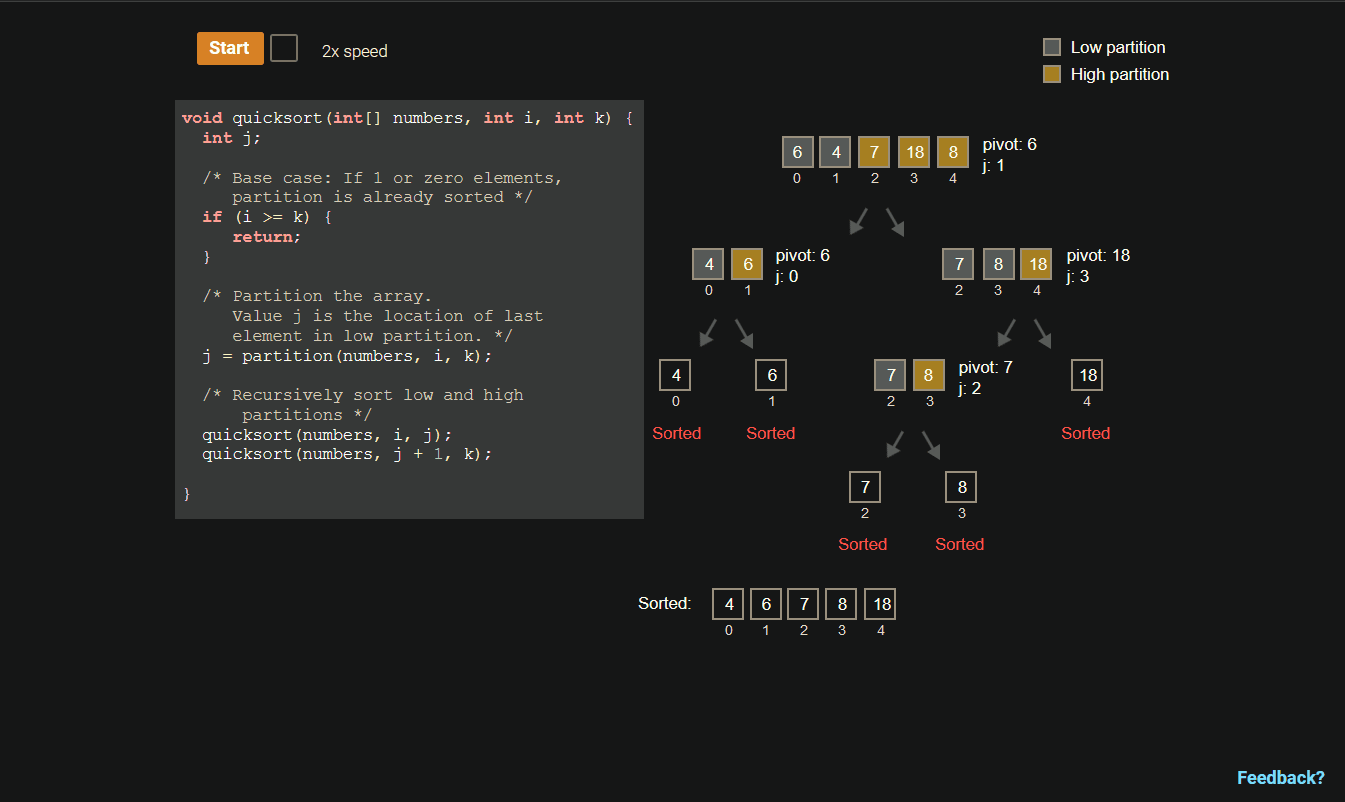 Start
2x speed
Low partition
High partition
void quicksort(int[] numbers, int i, int k) {
int j;
/* Base case: If 1 or zero elements,
partition is already sorted */
if (i >= k) {
return;
}
/* Partition the array.
Value j is the location of last
element in low partition. */
j = partition(numbers, i, k);
/* Recursively sort low and high
partitions */
quicksort(numbers, i, j);
quicksort(numbers, j + 1, k);
}
6 4 7 18 8
0 1 2 3 4
pivot: 6
j: 1
4 6
0 1
pivot: 6
j: 0
7 8 18
2 3 4
pivot: 18
j: 3
4
0
Sorted
6
1
Sorted
7 8
2 3
pivot: 7
j: 2
18
4
Sorted
7
2
Sorted
8
3
Sorted
Sorted: 4 6 7 8 18
0 1 2 3 4
Feedback?